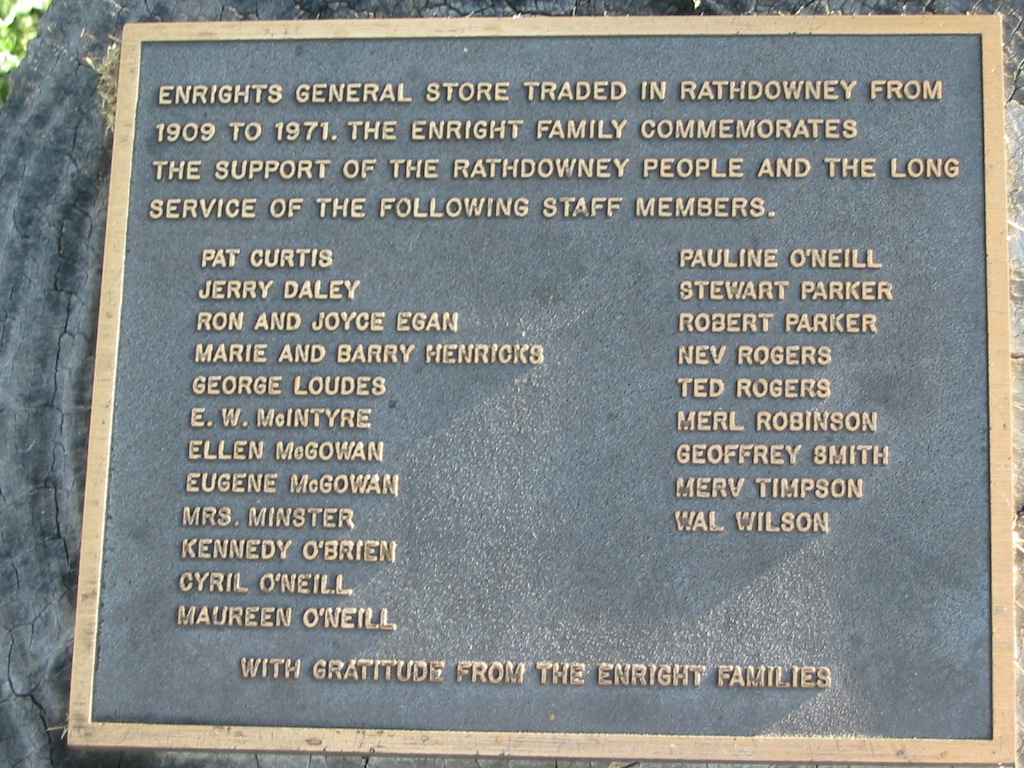 ENRIGHTS GENERAL STORE TRADED IN RATHDOWNEY FROM
1909 TO 1971. THE ENRIGHT FAMILY COMMEMORATES
THE SUPPORT OF THE RATHDOWNEY PEOPLE AND THE LONG
SERVICE OF THE FOLLOWING STAFF MEMBERS.
PAT CURTIS
JERRY DALEY
RON AND JOYCE EGAN
MARIE AND BARRY HENRICKS
GEORGE LOUDES
E. W. McINTYRE
ELLEN McGOWAN
EUGENE McGOWAN
MRS. MINSTER
KENNEDY O'BRIEN
CYRIL O'NEILL
MAUREEN O'NEILL
PAULINE O'NEILL
STEWART PARKER
ROBERT PARKER
NEV ROGERS
TED ROGERS
MERL ROBINSON
GEOFFREY SMITH
MERV TIMPSON
WAL WILSON
WITH GRATITUDE FROM THE ENRIGHT FAMILIES